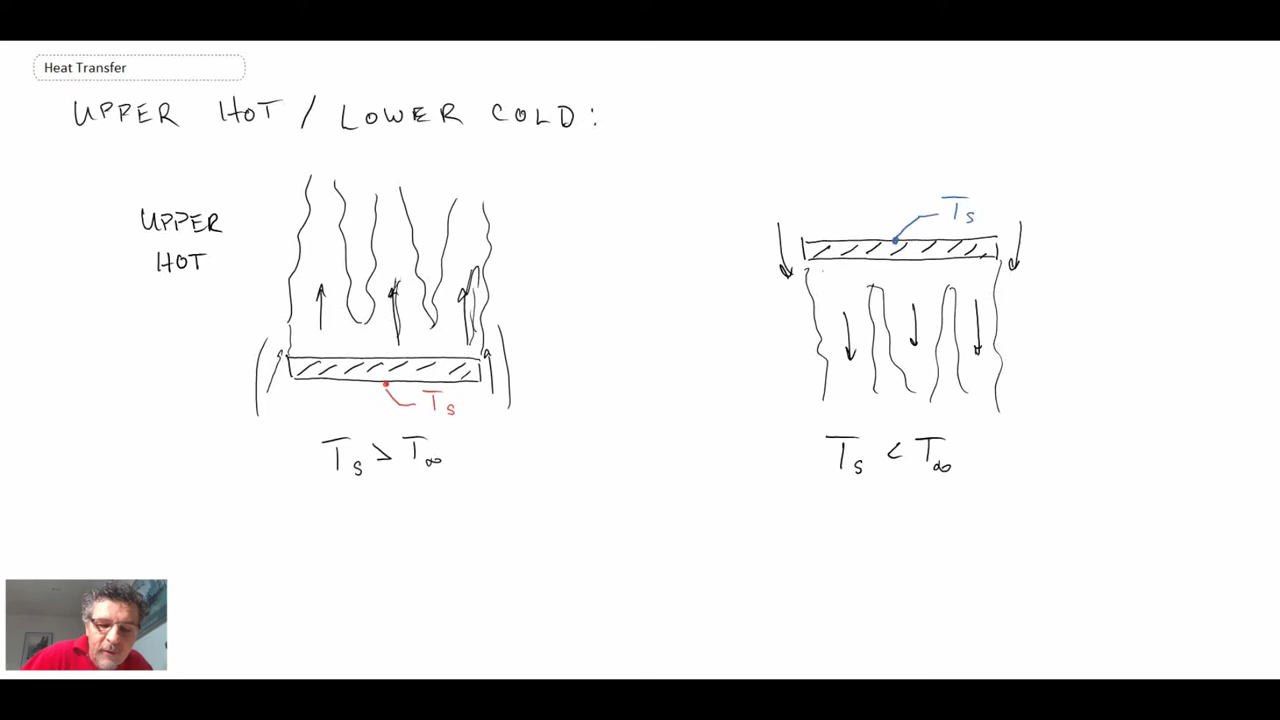 Heat Transfer
UPPER HOT / LOWER COLD:
UPPER
HOT
Ts
Ts
Ts > T∞
Ts < T∞